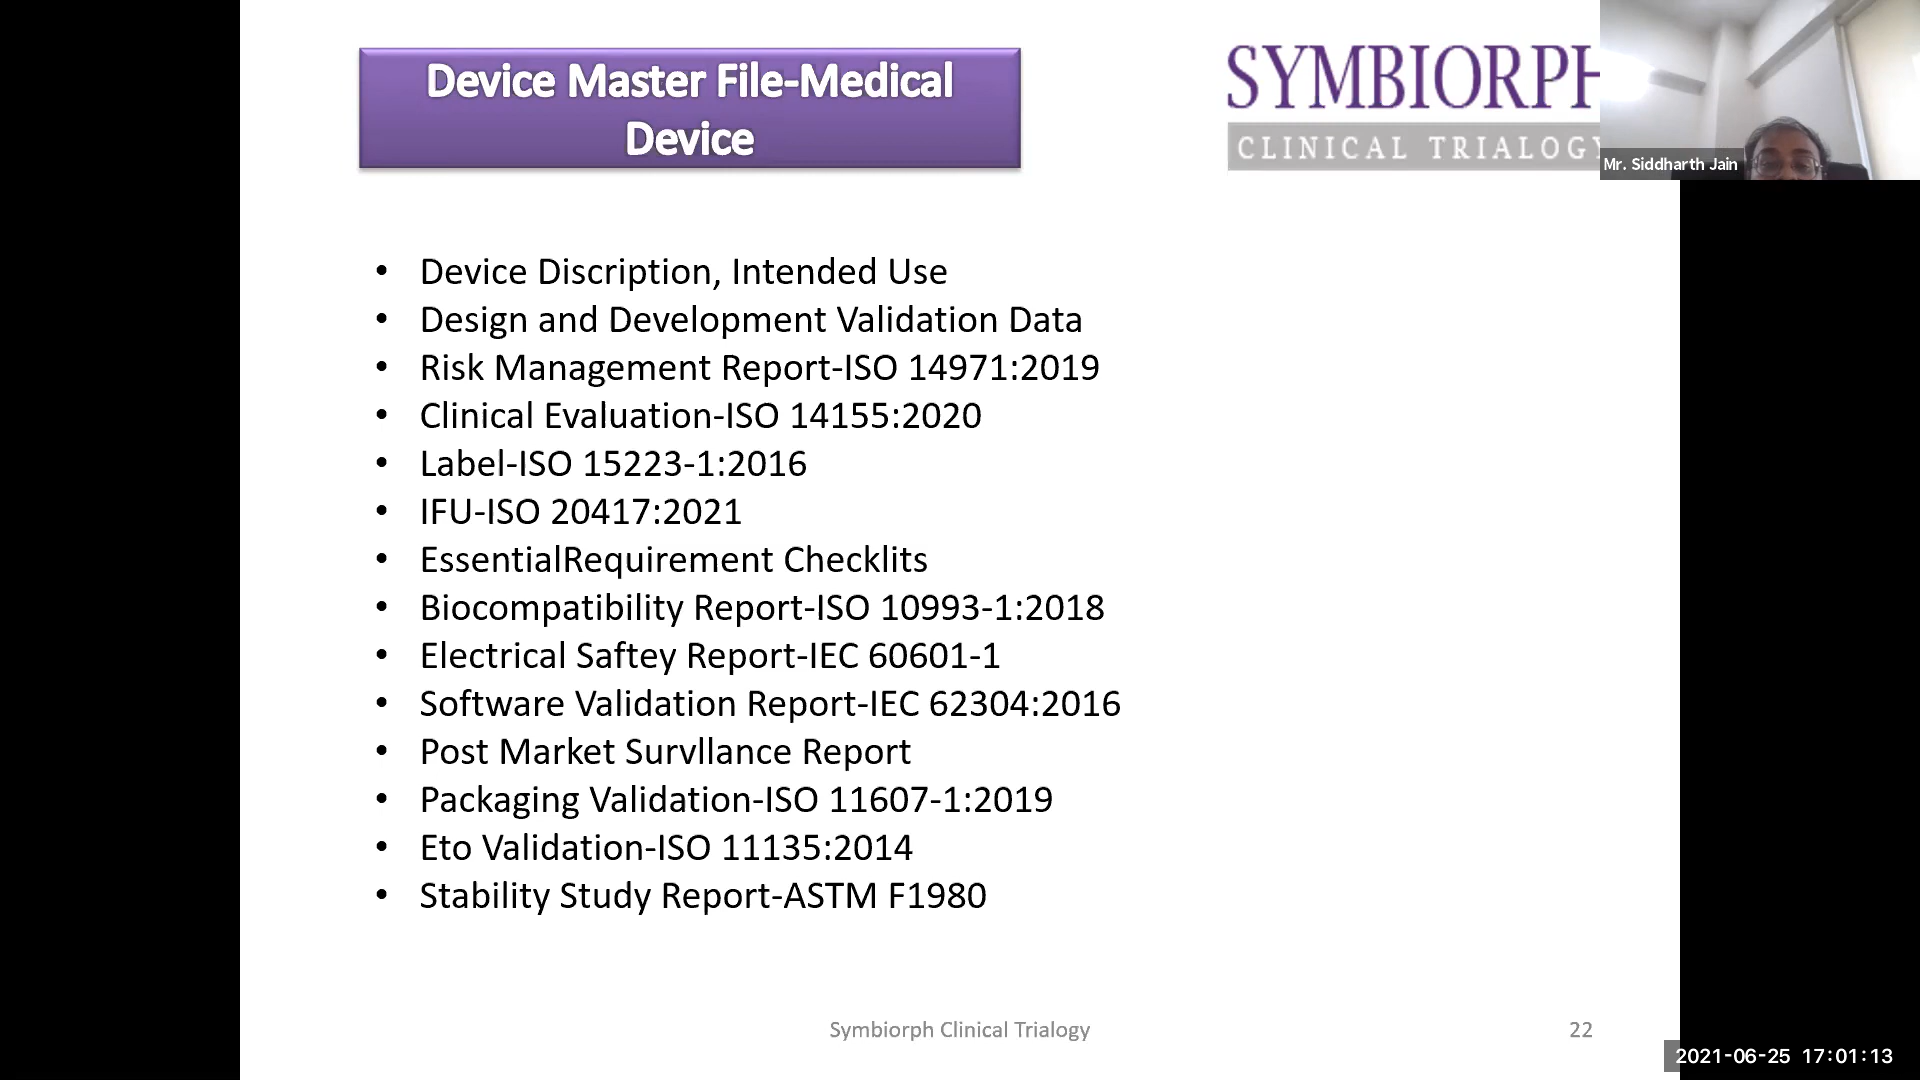 Device Master File-Medical
Device
SYMBIORPH
CLINICAL TRIALOGY
Mr. Siddharth Jain
• Device Discription, Intended Use
• Design and Development Validation Data
• Risk Management Report-ISO 14971:2019
• Clinical Evaluation-ISO 14155:2020
• Label-ISO 15223-1:2016
• IFU-ISO 20417:2021
• EssentialRequirement Checklits
• Biocompatibility Report-ISO 10993-1:2018
• Electrical Saftey Report-IEC 60601-1
• Software Validation Report-IEC 62304:2016
• Post Market Survllance Report
• Packaging Validation-ISO 11607-1:2019
• Eto Validation-ISO 11135:2014
• Stability Study Report-ASTM F1980
Symbiorph Clinical Trialogy
22
2021-06-25 17:01:13